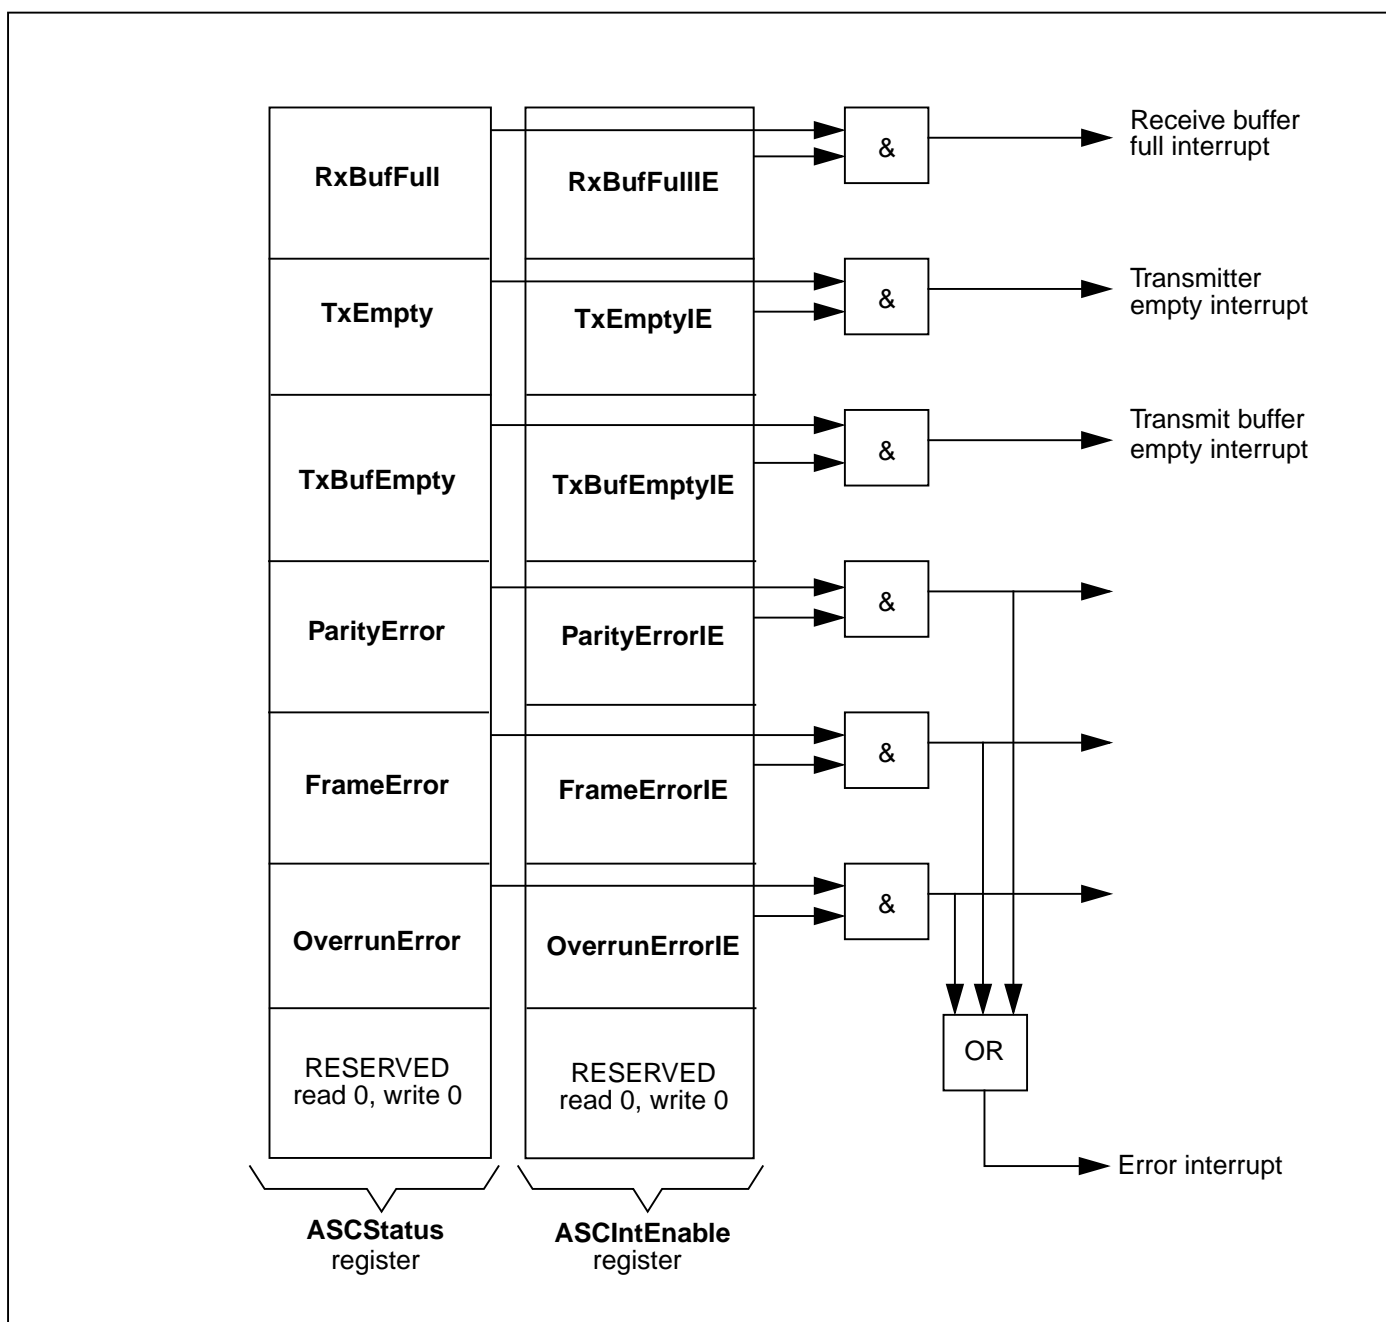 RxBufFull
RxBufFullIE
&
Receive buffer
full interrupt
TxEmpty
TxEmptyIE
&
Transmitter
empty interrupt
TxBufEmpty
TxBufEmptyIE
&
Transmit buffer
empty interrupt
ParityError
ParityErrorIE
&
FrameError
FrameErrorIE
&
OverrunError
OverrunErrorIE
&
RESERVED
read 0, write 0
RESERVED
read 0, write 0
OR
Error interrupt
ASCStatus
register
ASCIntEnable
register